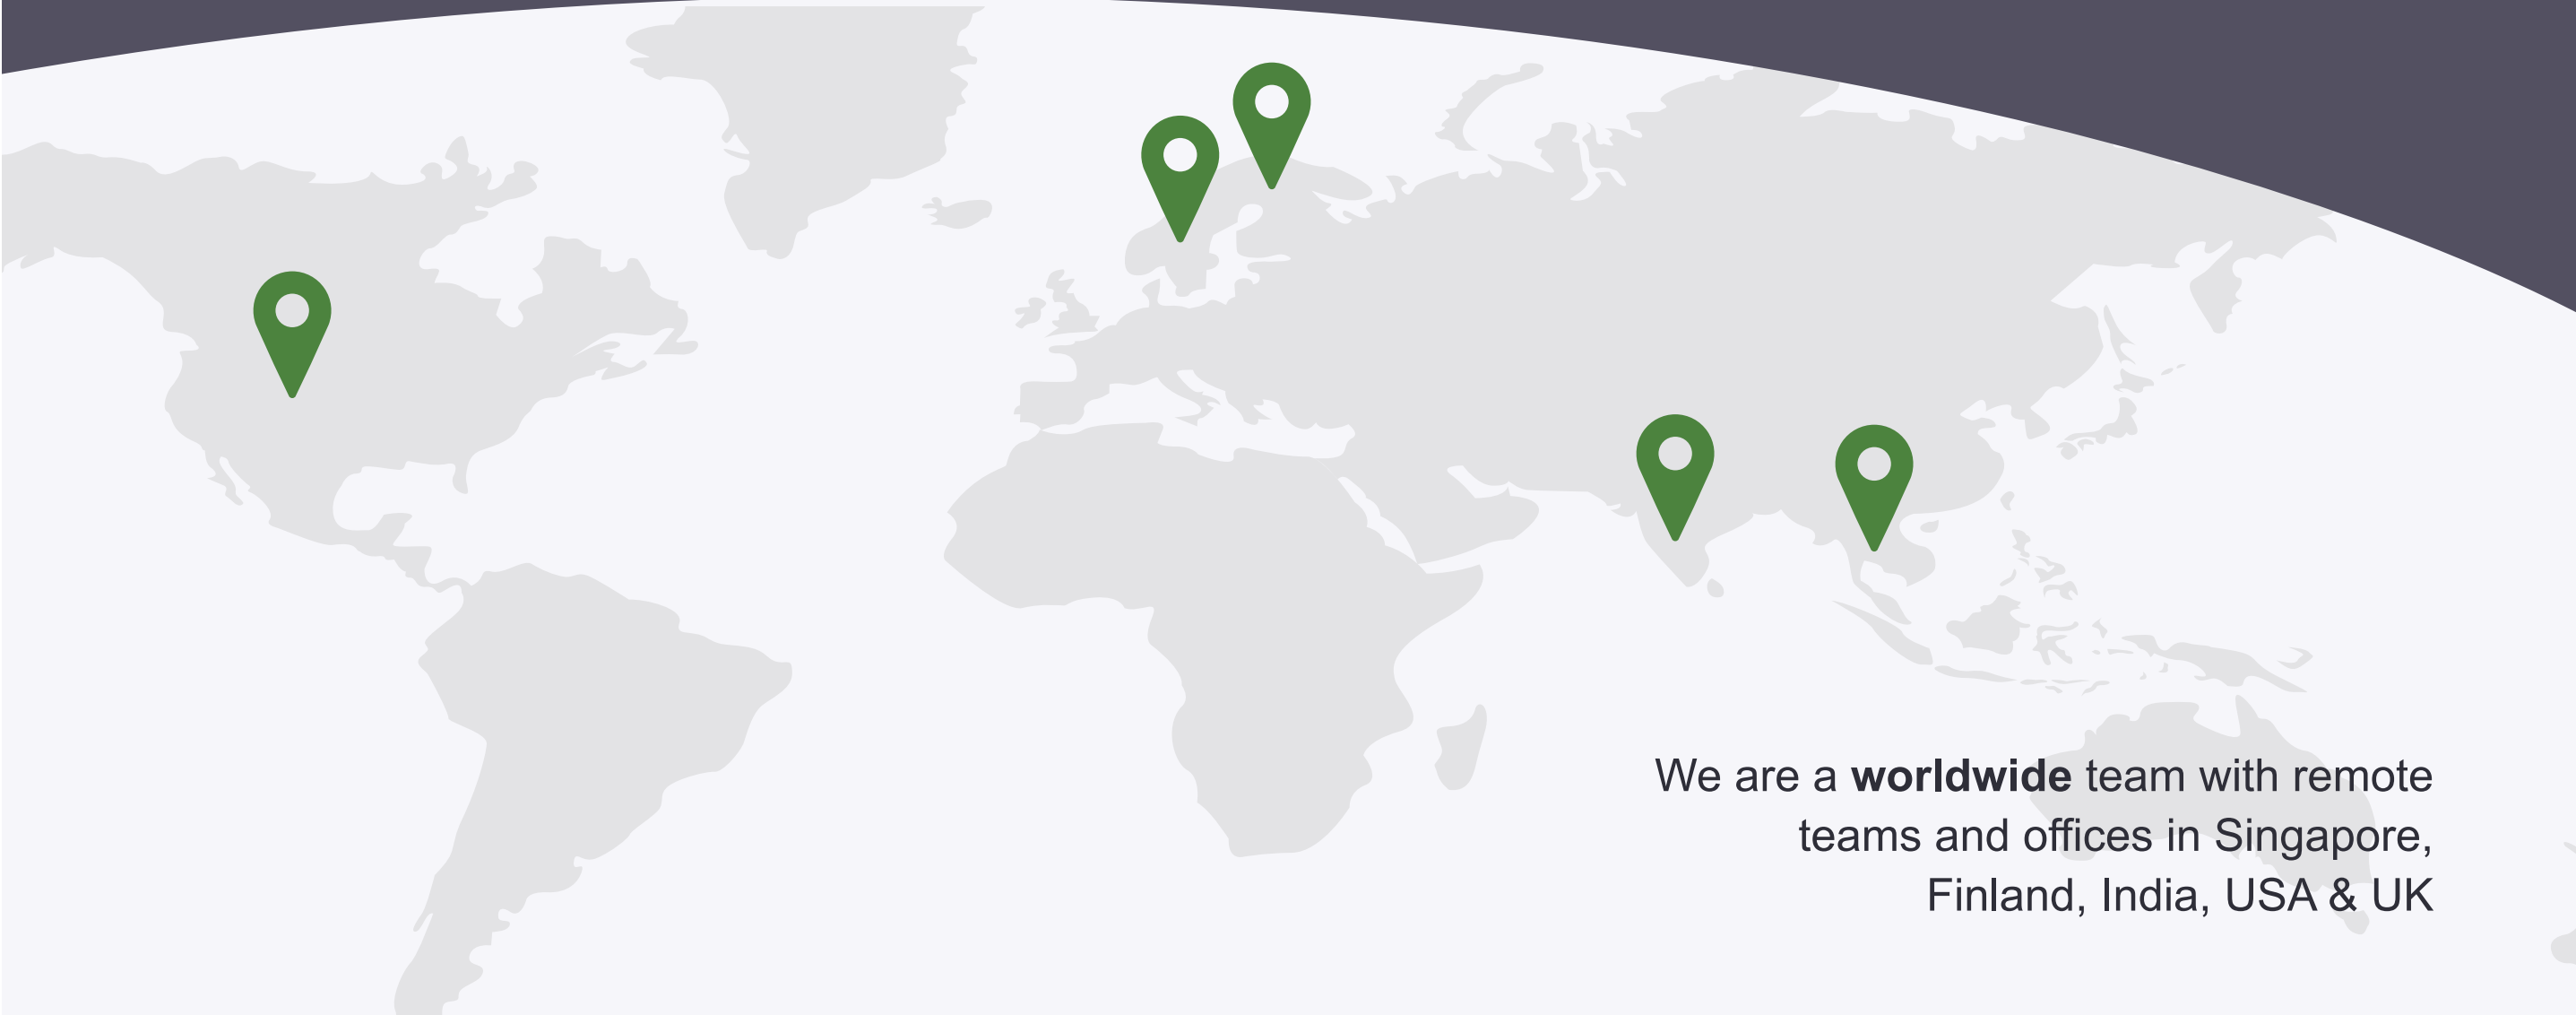 We are a worldwide team with remote
teams and offices in Singapore,
Finland, India, USA & UK